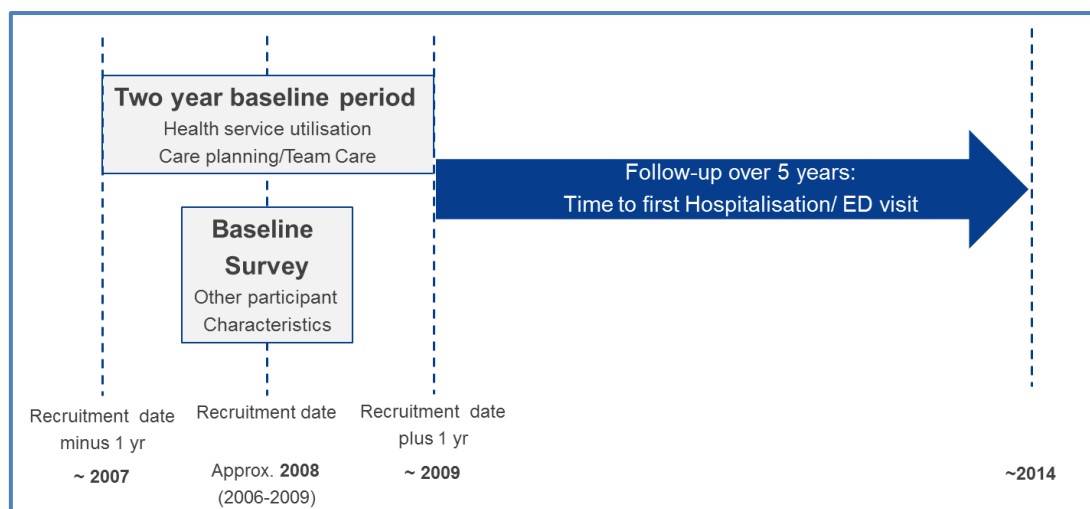 Two year baseline period
Health service utilisation
Care planning/Team Care
Follow-up over 5 years:
Time to first Hospitalisation/ ED visit
Baseline
Survey
Other participant
Characteristics
Recruitment date
minus 1 yr
~ 2007
Recruitment date
Approx. 2008
(2006-2009)
Recruitment date
plus 1 yr
~ 2009
~2014